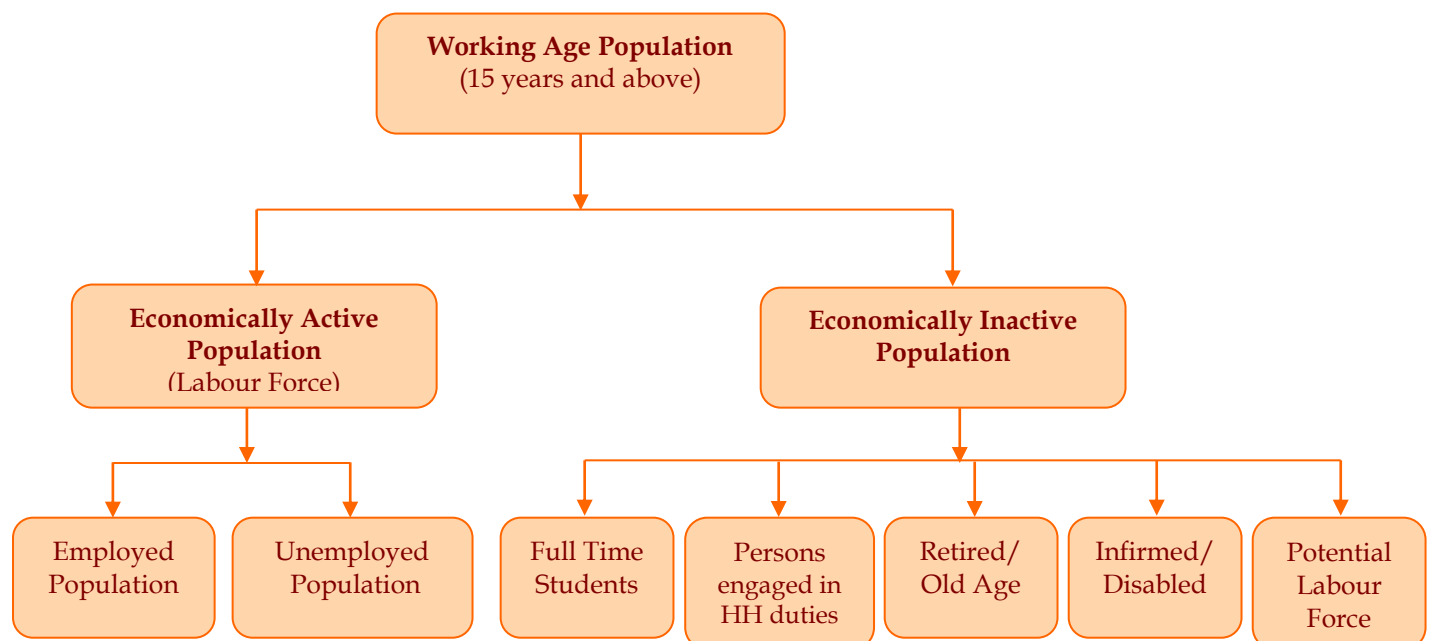 Working Age Population
(15 years and above)
Economically Active
Population
(Labour Force)
Economically Inactive
Population
Employed
Population
Unemployed
Population
Full Time
Students
Persons
engaged in
HH duties
Retired/
Old Age
Infirmed/
Disabled
Potential
Labour
Force